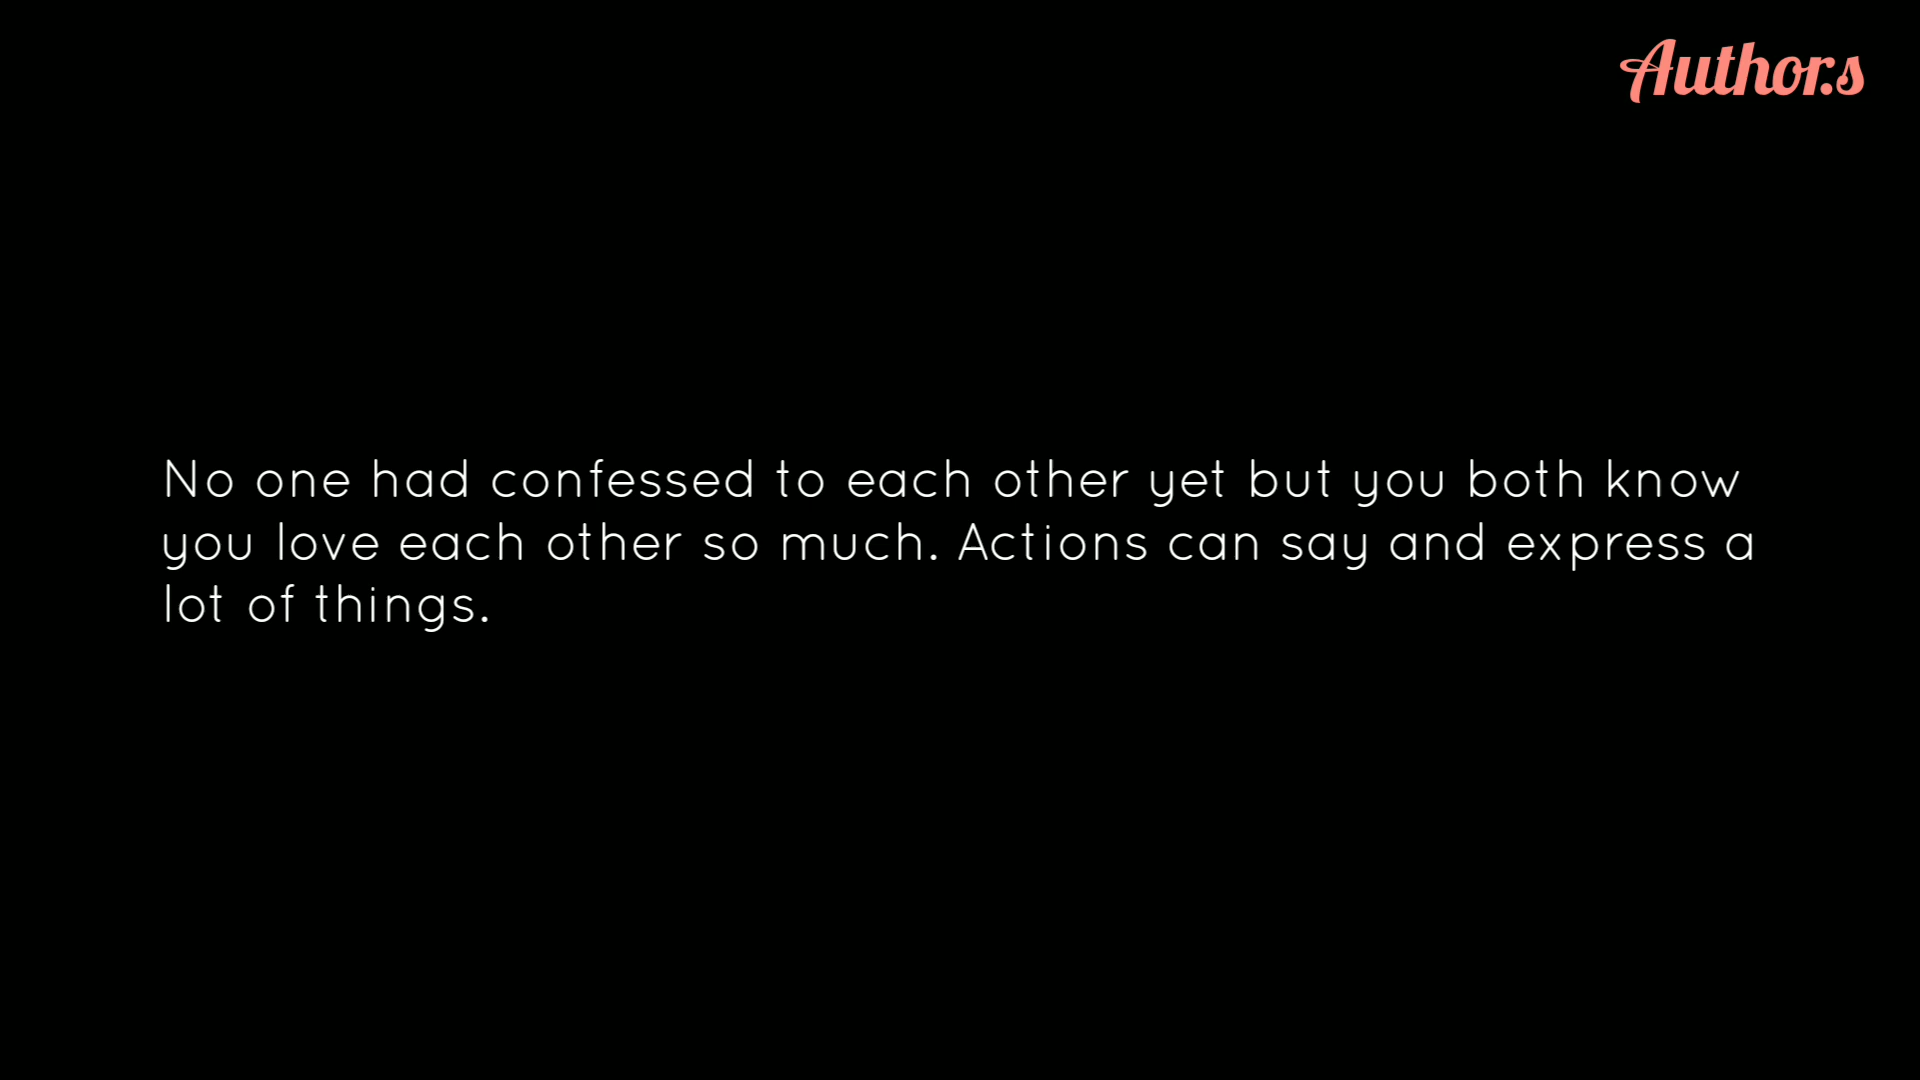 Author.s
No one had confessed to each other yet but you both know
you love each other so much. Actions can say and express a
lot of things.